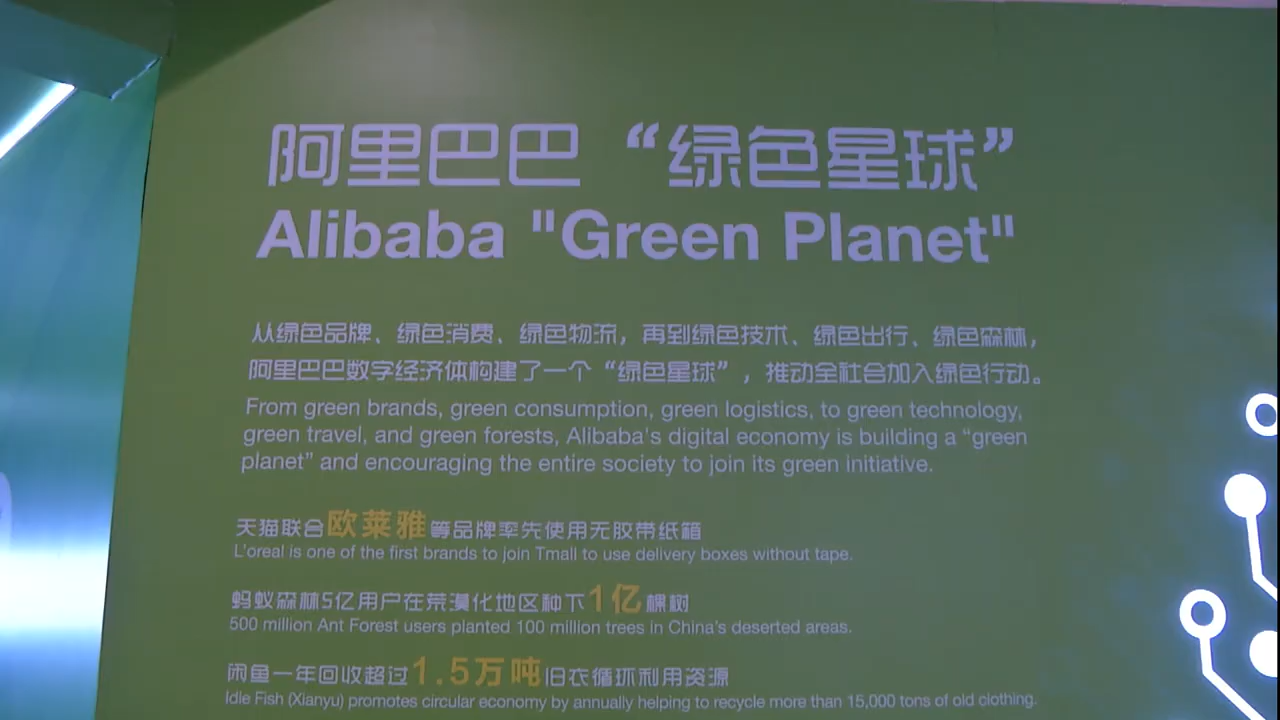 阿里巴巴“绿色星球”
Alibaba "Green Planet"
从绿色品牌、绿色消费、绿色物流，再到绿色技术、绿色出行、绿色森林，
阿里巴巴数字经济体构建了一个“绿色星球”，推动全社会加入绿色行动。
From green brands, green consumption, green logistics, to green technology,
green travel, and green forests, Alibaba's digital economy is building a “green
planet” and encouraging the entire society to join its green initiative.
天猫联合欧莱雅等品牌率先使用无胶带纸箱
L'oreal is one of the first brands to join Tmall to use delivery boxes without tape.
蚂蚁森林5亿用户在荒漠化地区种下1亿棵树
500 million Ant Forest users planted 100 million trees in China's deserted areas.
闲鱼一年回收超过1.5万吨旧衣循环利用资源
Idle Fish (Xianyu) promotes circular economy by annually helping to recycle more than 15,000 tons of old clothing.